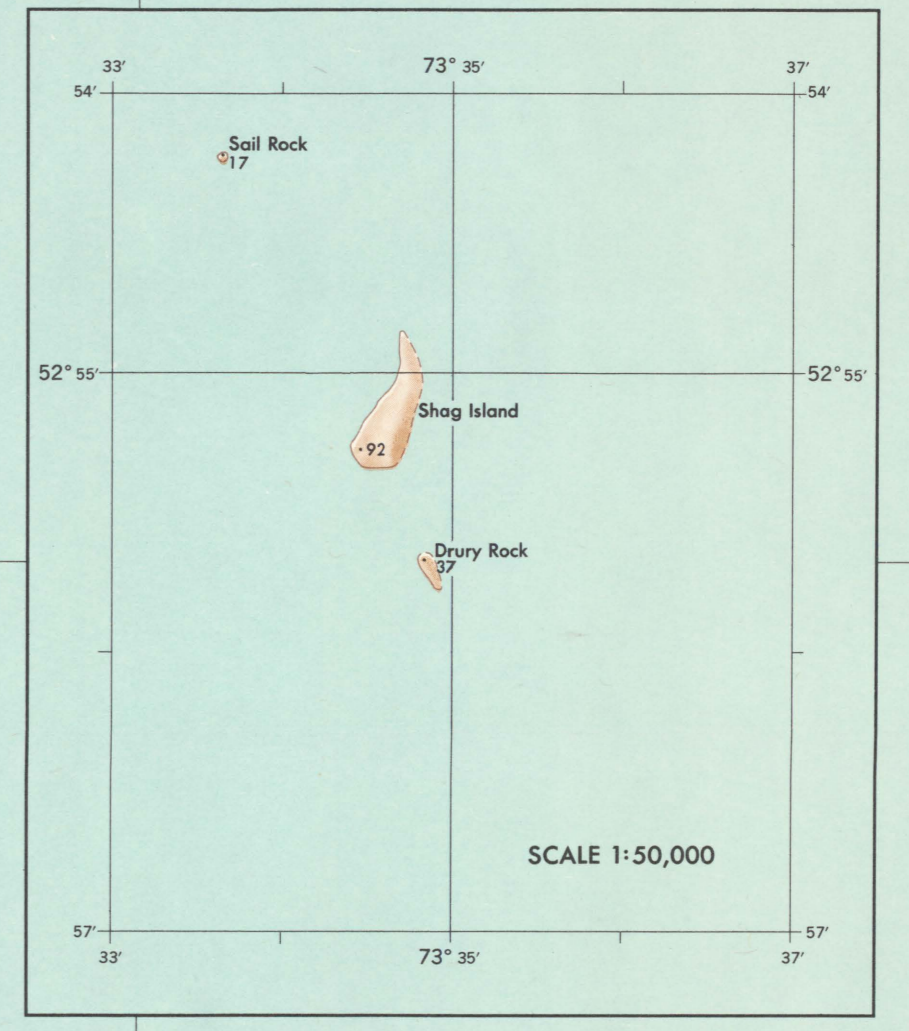 33′ 73° 35′ 37′
54′ 54′
Sail Rock
17
52° 55′ 52° 55′
Shag Island
92
Drury Rock
37
SCALE 1:50,000
57′ 57′
33′ 73° 35′ 37′